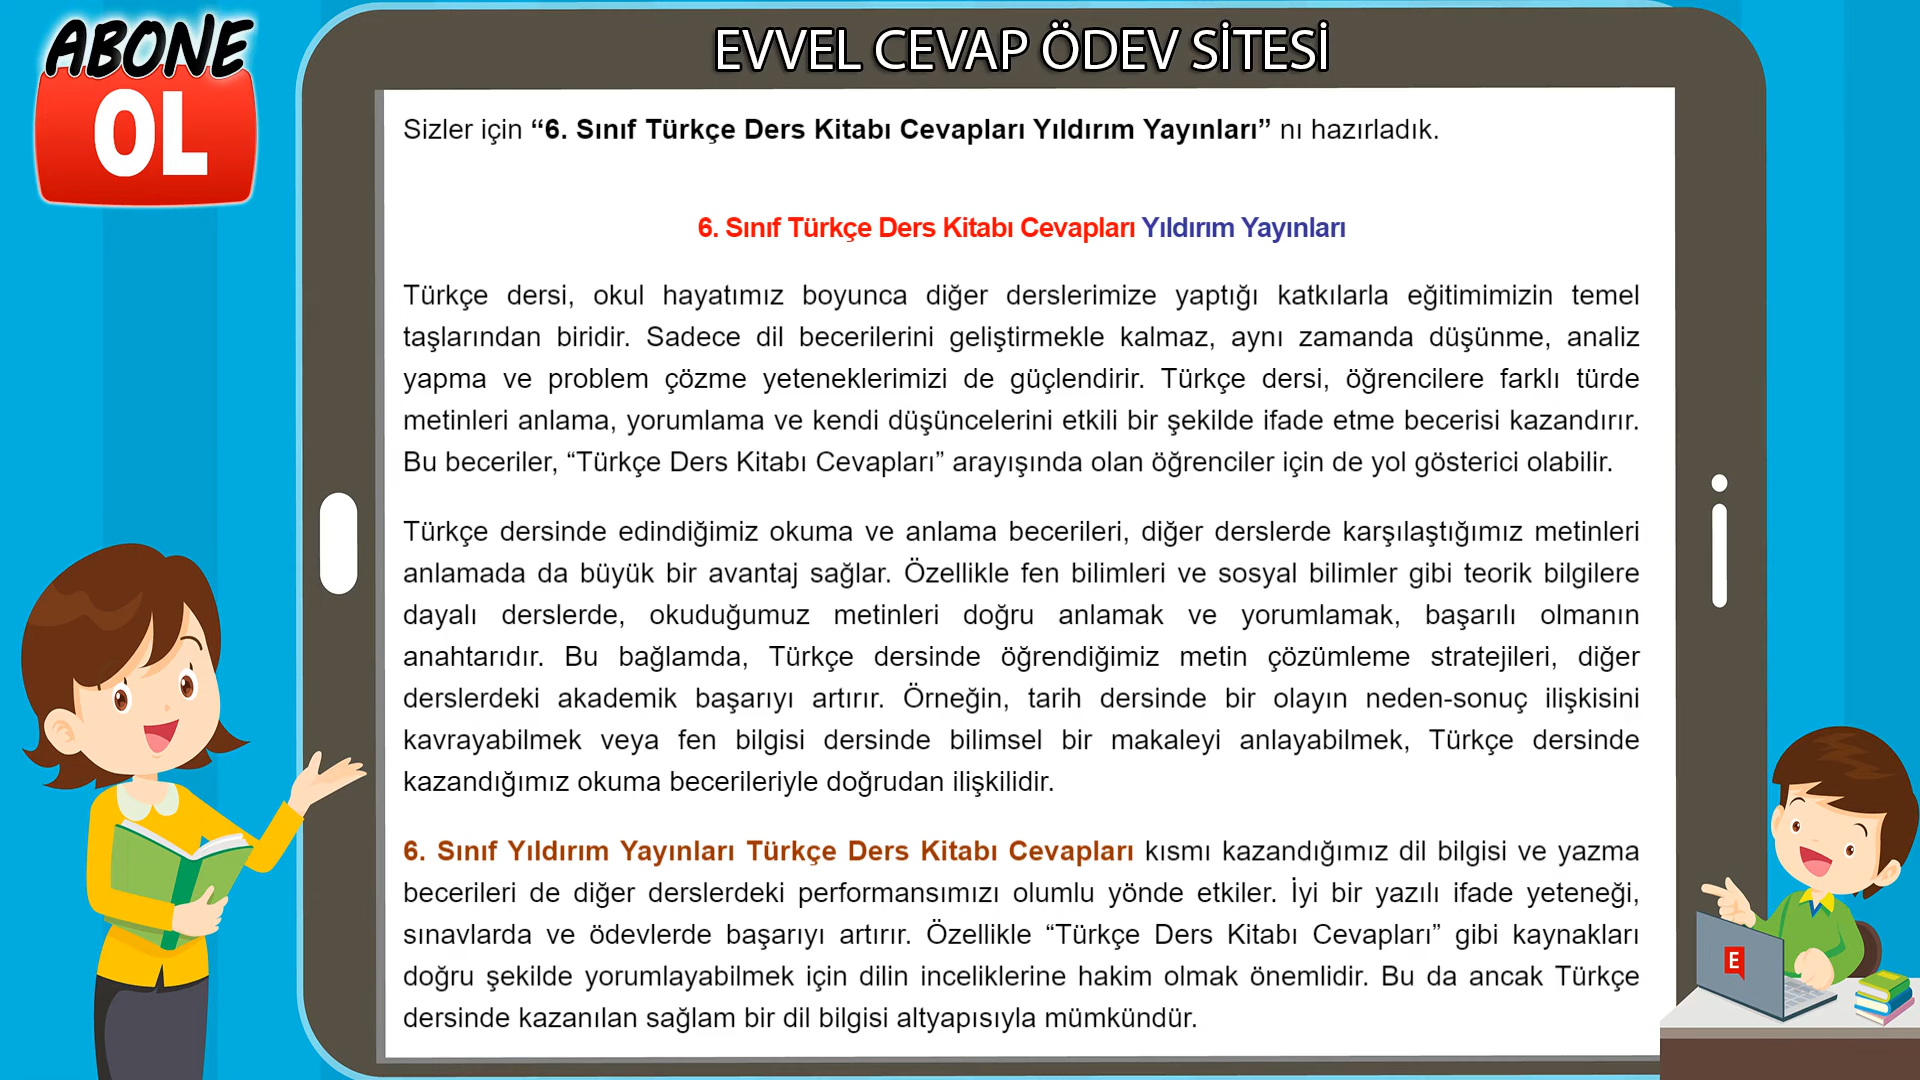 ABONE
OL
EVVEL CEVAP ÖDEV SİTESİ
Sizler için “6. Sınıf Türkçe Ders Kitabı Cevapları Yıldırım Yayınları” nı hazırladık.
6. Sınıf Türkçe Ders Kitabı Cevapları Yıldırım Yayınları
Türkçe dersi, okul hayatımız boyunca diğer derslerimize yaptığı katkılarla eğitimimizin temel
taşlarından biridir. Sadece dil becerilerini geliştirmekle kalmaz, aynı zamanda düşünme, analiz
yapma ve problem çözme yeteneklerimizi de güçlendirir. Türkçe dersi, öğrencilere farklı türde
metinleri anlama, yorumlama ve kendi düşüncelerini etkili bir şekilde ifade etme becerisi kazandırır.
Bu beceriler, “Türkçe Ders Kitabı Cevapları” arayışında olan öğrenciler için de yol gösterici olabilir.
Türkçe dersinde edindiğimiz okuma ve anlama becerileri, diğer derslerde karşılaştığımız metinleri
anlamada da büyük bir avantaj sağlar. Özellikle fen bilimleri ve sosyal bilimler gibi teorik bilgilere
dayalı derslerde, okuduğumuz metinleri doğru anlamak ve yorumlamak, başarılı olmanın
anahtarıdır. Bu bağlamda, Türkçe dersinde öğrendiğimiz metin çözümleme stratejileri, diğer
derslerdeki akademik başarıyı artırır. Örneğin, tarih dersinde bir olayın neden-sonuç ilişkisini
kavrayabilmek veya fen bilgisi dersinde bilimsel bir makaleyi anlayabilmek, Türkçe dersinde
kazandığımız okuma becerileriyle doğrudan ilişkilidir.
6. Sınıf Yıldırım Yayınları Türkçe Ders Kitabı Cevapları kısmı kazandığımız dil bilgisi ve yazma
becerileri de diğer derslerdeki performansımızı olumlu yönde etkiler. İyi bir yazılı ifade yeteneği,
sınavlarda ve ödevlerde başarıyı artırır. Özellikle “Türkçe Ders Kitabı Cevapları” gibi kaynakları
doğru şekilde yorumlayabilmek için dilin inceliklerine hakim olmak önemlidir. Bu da ancak Türkçe
dersinde kazanılan sağlam bir dil bilgisi altyapısıyla mümkündür.
E